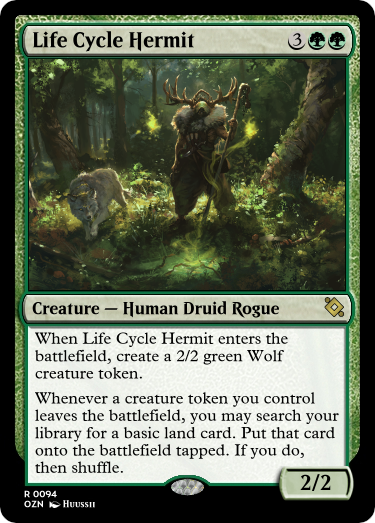 Life Cycle Hermit 3
Creature — Human Druid Rogue
When Life Cycle Hermit enters the
battlefield, create a 2/2 green Wolf
creature token.
Whenever a creature token you control
leaves the battlefield, you may search your
library for a basic land card. Put that card
onto the battlefield tapped. If you do,
then shuffle.
2/2
R 0094
OZN Huussii